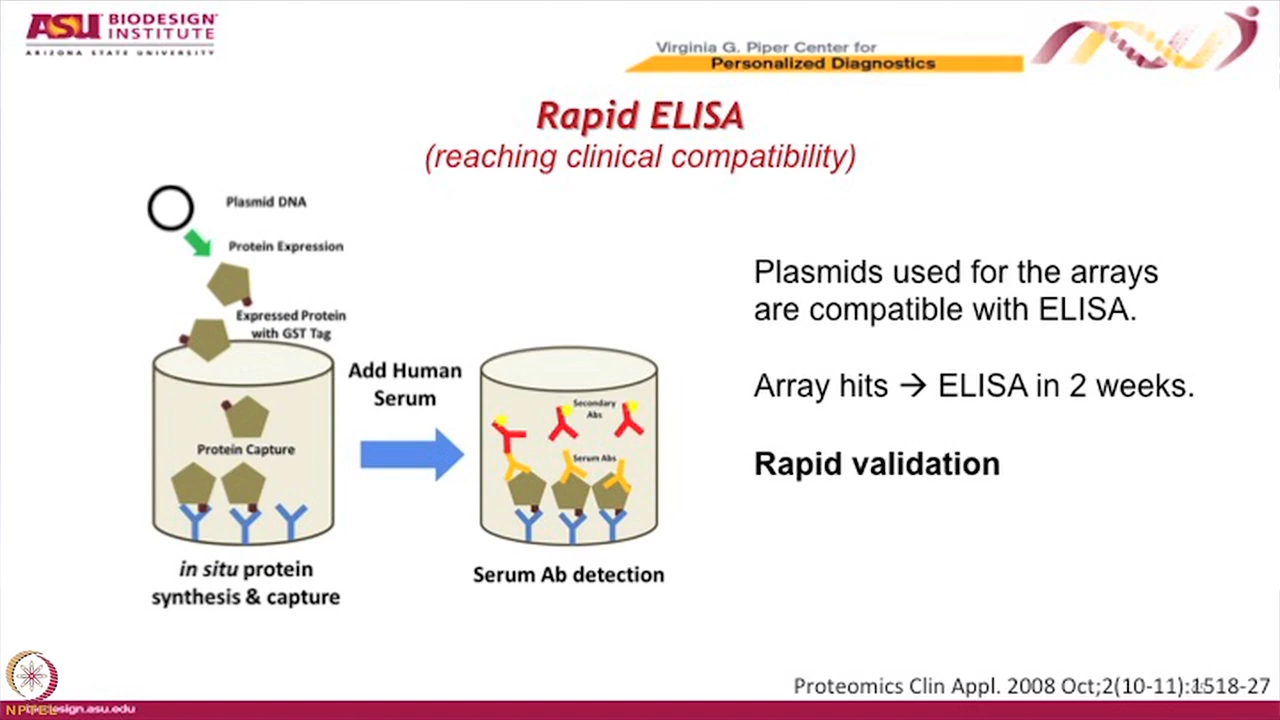 ASU BIODESIGN
INSTITUTE
ARIZONA STATE UNIVERSITY
Virginia G. Piper Center for
Personalized Diagnostics
Rapid ELISA
(reaching clinical compatibility)
Plasmid DNA
Protein Expression
Expressed Protein
with GST Tag
Protein Capture
in situ protein
synthesis & capture
Add Human
Serum
Secondary
Abs
Serum Abs
Serum Ab detection
Plasmids used for the arrays
are compatible with ELISA.
Array hits → ELISA in 2 weeks.
Rapid validation
Proteomics Clin Appl. 2008 Oct;2(10-11):1518-27
NPTEL
design.asu.edu